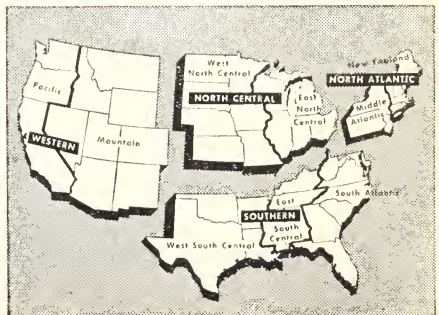 Pacific
WESTERN
Mountain
West
North Central
NORTH CENTRAL
East
North
Central
New England
NORTH ATLANTIC
Middle
Atlantic
South Atlantic
East
SOUTHERN
South
Central
West South Central